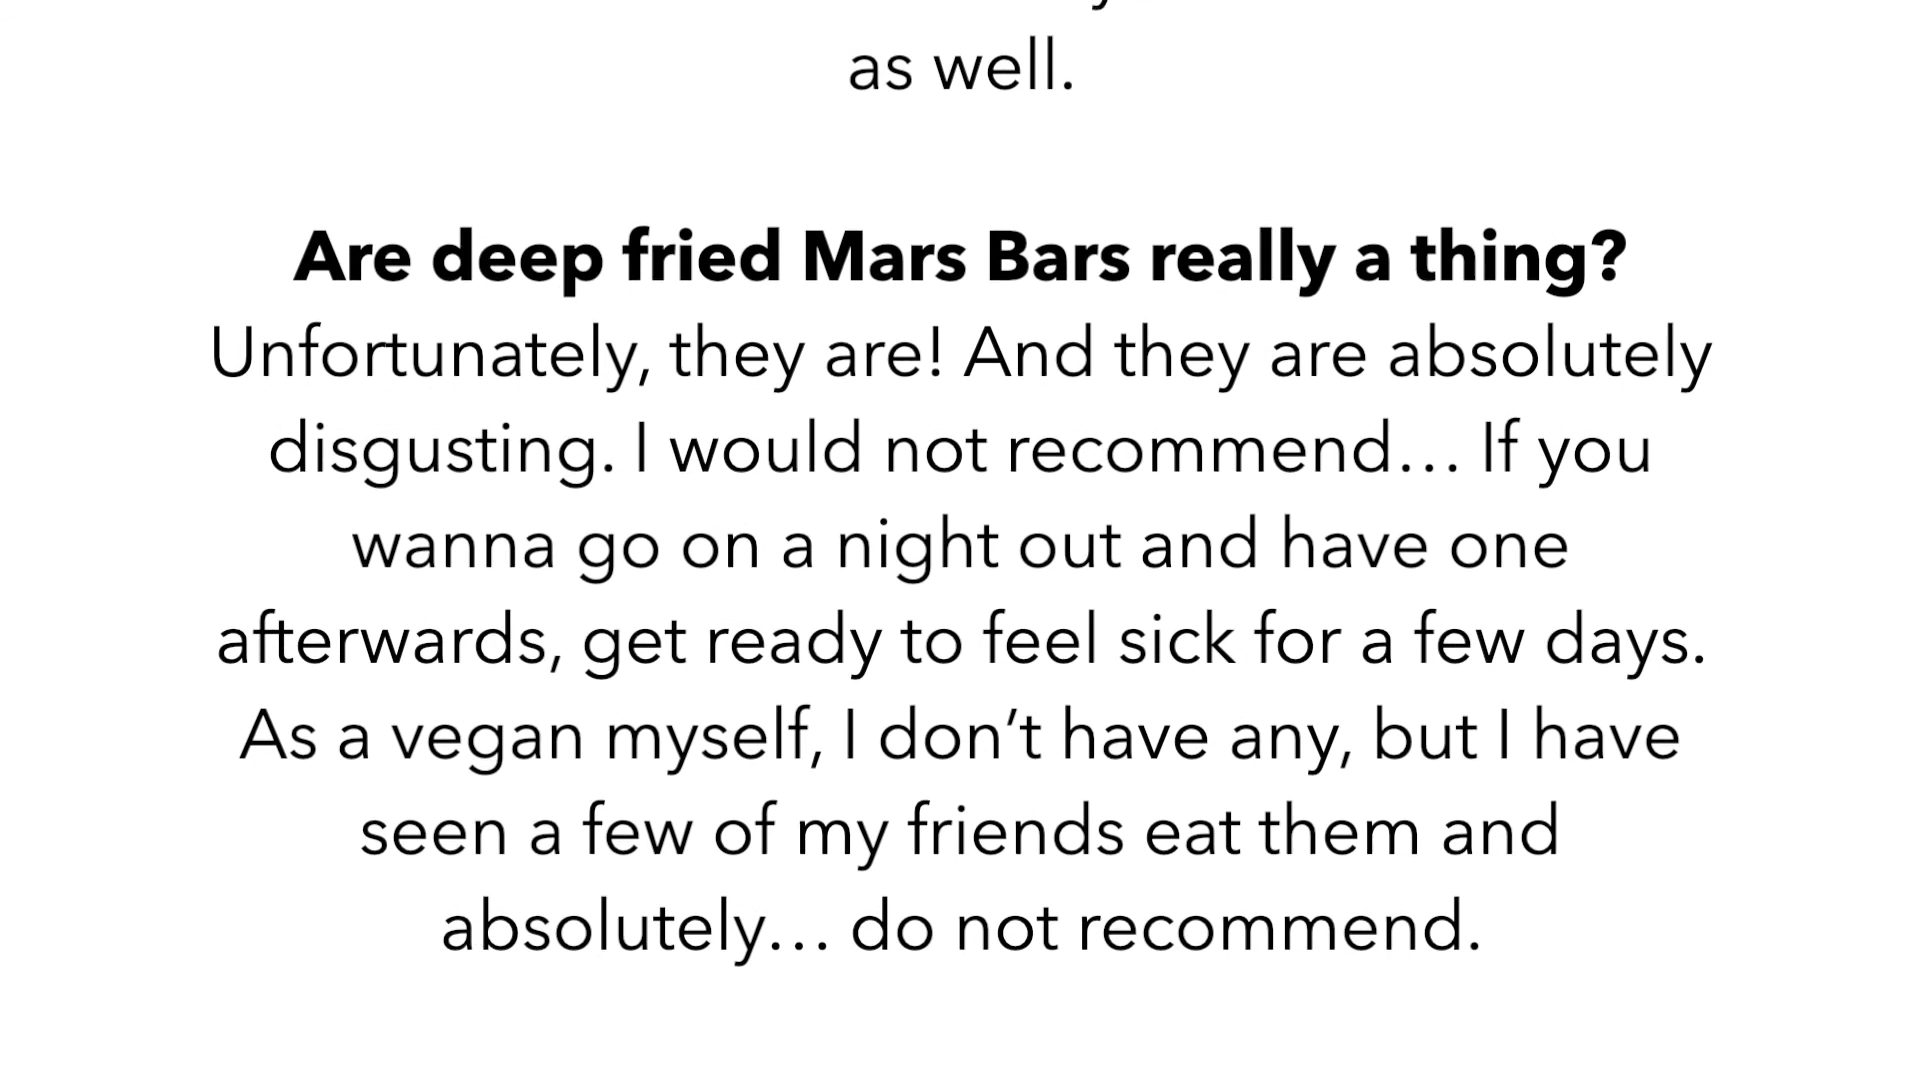 as well.
Are deep fried Mars Bars really a thing?
Unfortunately, they are! And they are absolutely
disgusting. I would not recommend… If you
wanna go on a night out and have one
afterwards, get ready to feel sick for a few days.
As a vegan myself, I don’t have any, but I have
seen a few of my friends eat them and
absolutely… do not recommend.